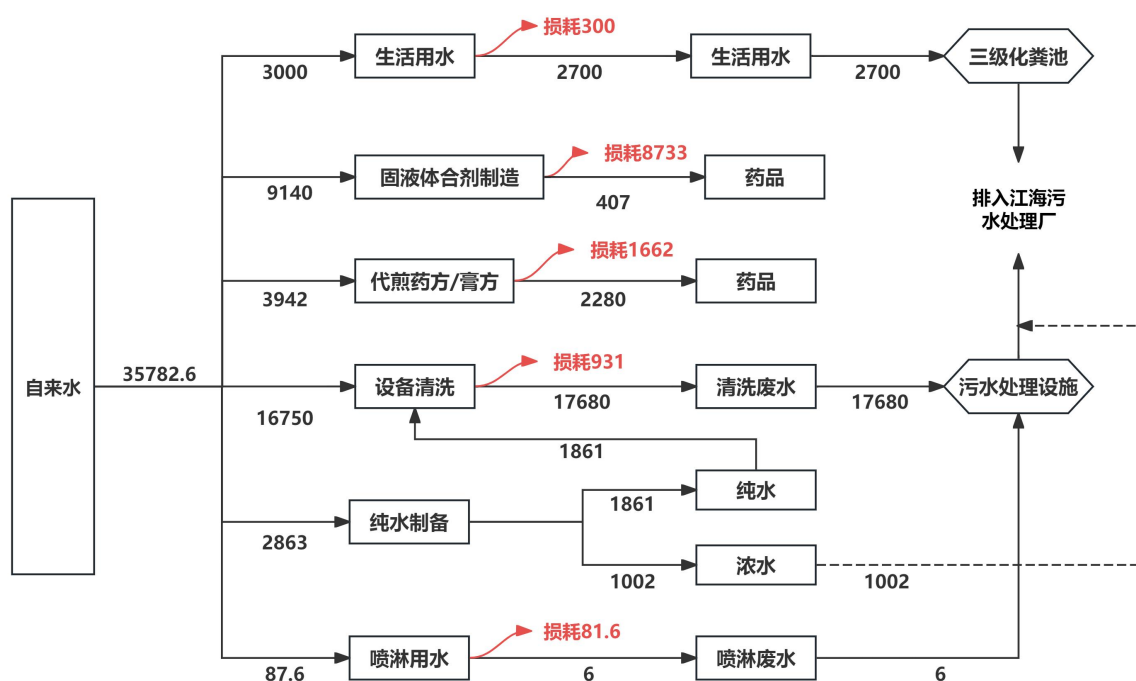 损耗300
生活用水
生活用水
三级化粪池
3000
2700
2700
损耗8733
固液体合剂制造
药品
9140
407
排入江海污
水处理厂
损耗1662
代煎药方/膏方
药品
3942
2280
自来水
35782.6
损耗931
设备清洗
清洗废水
污水处理设施
16750
17680
17680
1861
纯水
1861
纯水制备
2863
浓水
1002
1002
损耗81.6
喷淋用水
喷淋废水
87.6
6
6